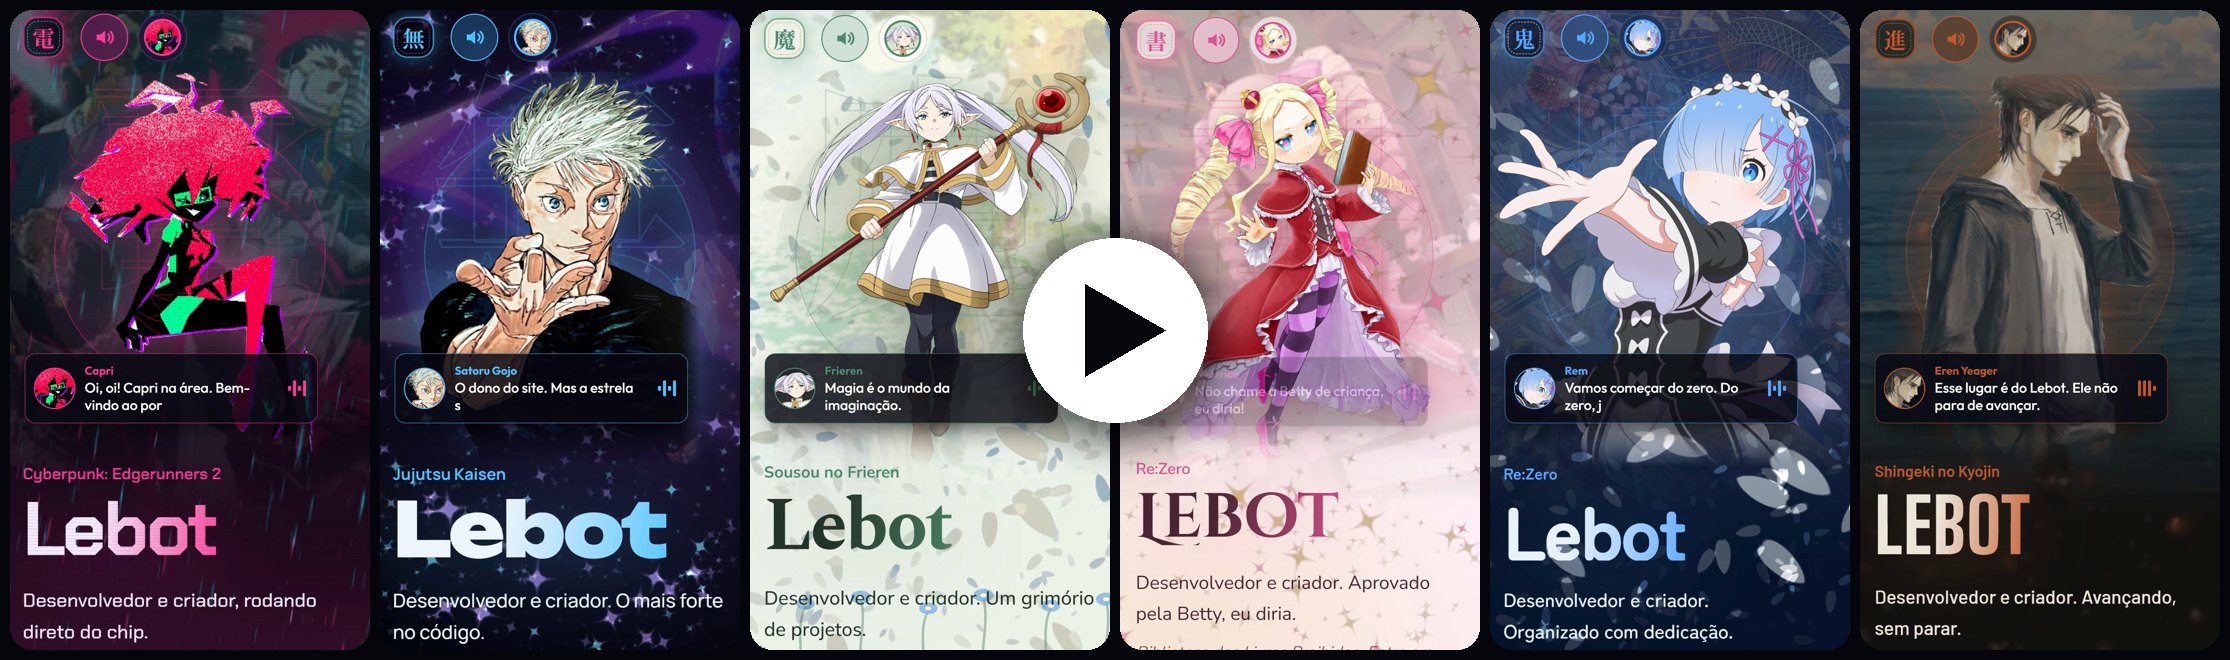 電
Capri
Oi, oi! Capri na área. Bem-
vindo ao por
Cyberpunk: Edgerunners 2
Lebot
Desenvolvedor e criador, rodando
direto do chip.
無
Satoru Gojo
O dono do site. Mas a estrela
s
Jujutsu Kaisen
Lebot
Desenvolvedor e criador. O mais forte
no código.
魔
Frieren
Magia é o mundo da
imaginação.
Sousou no Frieren
Lebot
Desenvolvedor e criador. Um grimório
de projetos.
書
Não chame a Betty de criança,
eu diria!
Re:Zero
LEBOT
Desenvolvedor e criador. Aprovado
pela Betty, eu diria.
鬼
Rem
Vamos começar do zero. Do
zero, j
Re:Zero
Lebot
Desenvolvedor e criador.
Organizado com dedicação.
進
Eren Yeager
Esse lugar é do Lebot. Ele não
para de avançar.
Shingeki no Kyojin
LEBOT
Desenvolvedor e criador. Avançando,
sem parar.